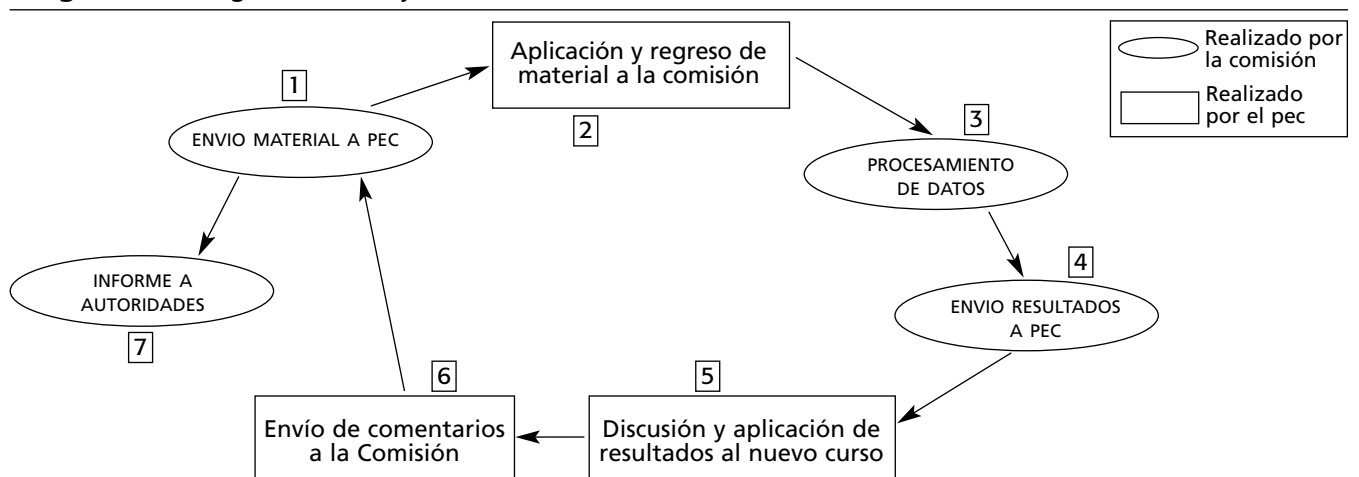 1
ENVIO MATERIAL A PEC
Aplicación y regreso de
material a la comisión
2
3
PROCESAMIENTO
DE DATOS
4
ENVIO RESULTADOS
A PEC
5
Discusión y aplicación de
resultados al nuevo curso
6
Envío de comentarios
a la Comisión
INFORME A
AUTORIDADES
7
Realizado por
la comisión
Realizado
por el pec